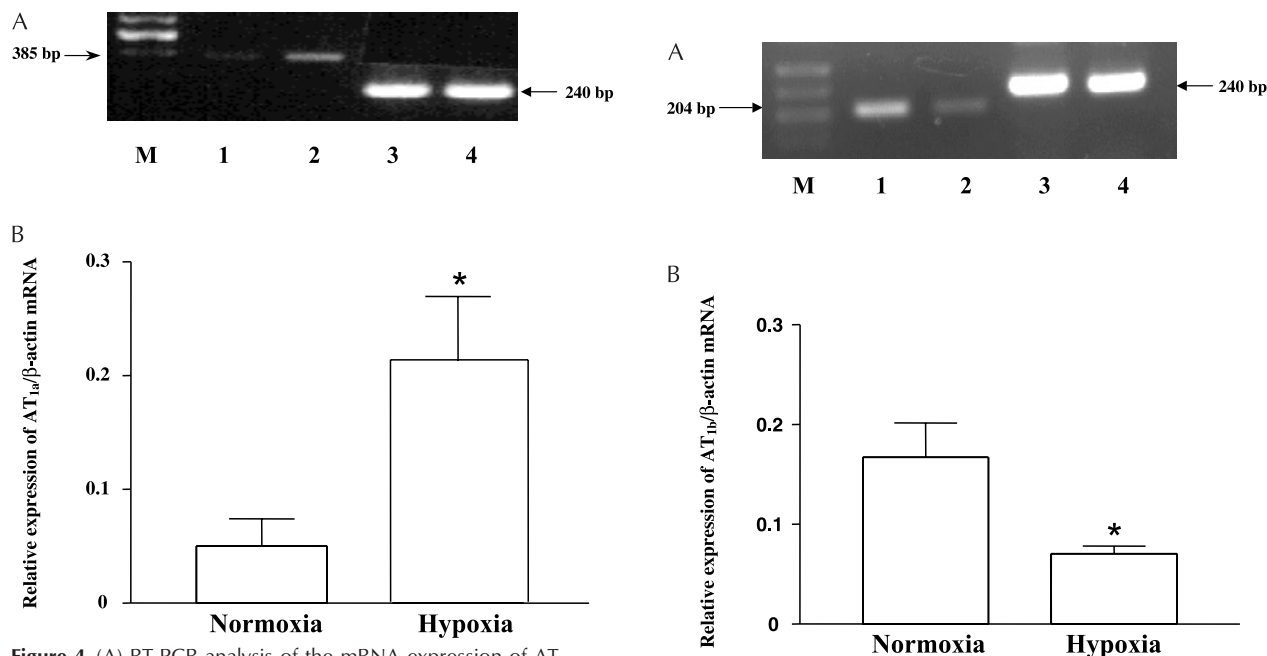 A
385 bp
240 bp
M 1 2 3 4
B
Relative expression of AT1a/β-actin mRNA
0.3
0.2
0.1
0
*
Normoxia Hypoxia
Figure 4 (A) RT-PCR analysis of the mRNA expression of AT
A
204 bp
240 bp
M 1 2 3 4
B
Relative expression of AT1b/β-actin mRNA
0.3
0.2
0.1
0
*
Normoxia Hypoxia